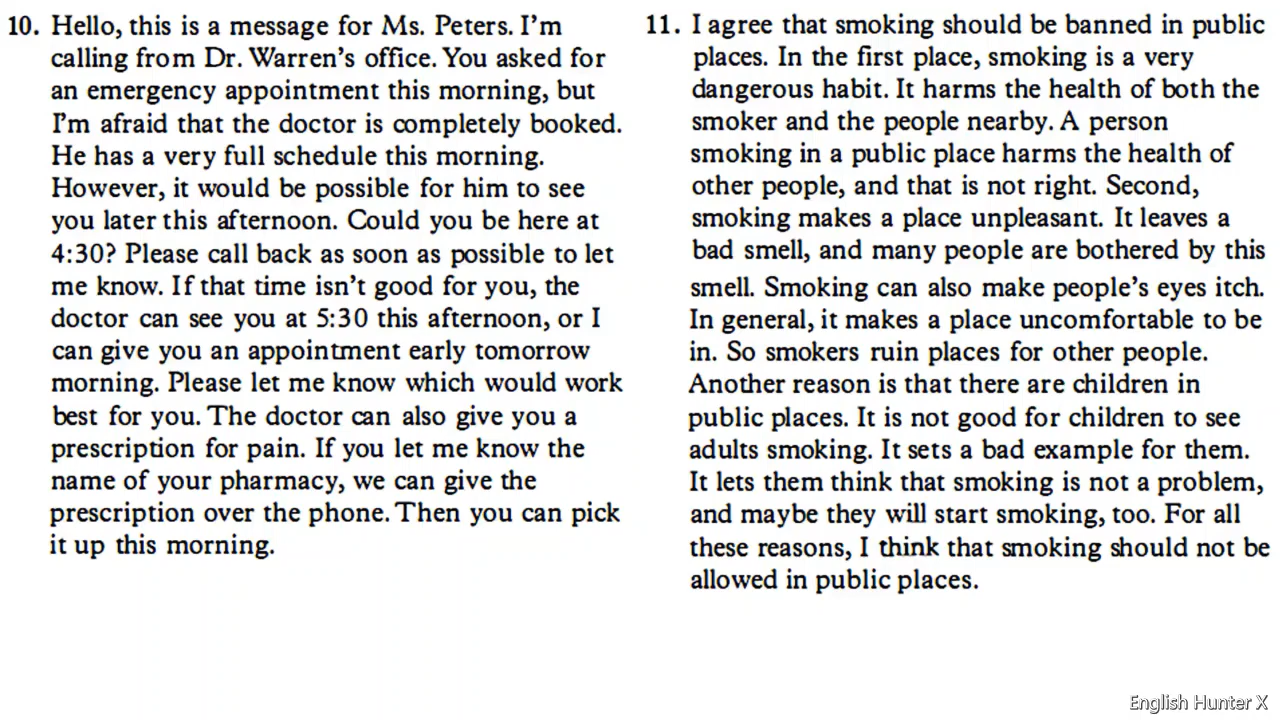 10. Hello, this is a message for Ms. Peters. I'm
calling from Dr. Warren's office. You asked for
an emergency appointment this morning, but
I'm afraid that the doctor is completely booked.
He has a very full schedule this morning.
However, it would be possible for him to see
you later this afternoon. Could you be here at
4:30? Please call back as soon as possible to let
me know. If that time isn't good for you, the
doctor can see you at 5:30 this afternoon, or I
can give you an appointment early tomorrow
morning. Please let me know which would work
best for you. The doctor can also give you a
prescription for pain. If you let me know the
name of your pharmacy, we can give the
prescription over the phone. Then you can pick
it up this morning.
11. I agree that smoking should be banned in public
places. In the first place, smoking is a very
dangerous habit. It harms the health of both the
smoker and the people nearby. A person
smoking in a public place harms the health of
other people, and that is not right. Second,
smoking makes a place unpleasant. It leaves a
bad smell, and many people are bothered by this
smell. Smoking can also make people's eyes itch.
In general, it makes a place uncomfortable to be
in. So smokers ruin places for other people.
Another reason is that there are children in
public places. It is not good for children to see
adults smoking. It sets a bad example for them.
It lets them think that smoking is not a problem,
and maybe they will start smoking, too. For all
these reasons, I think that smoking should not be
allowed in public places.
English Hunter X